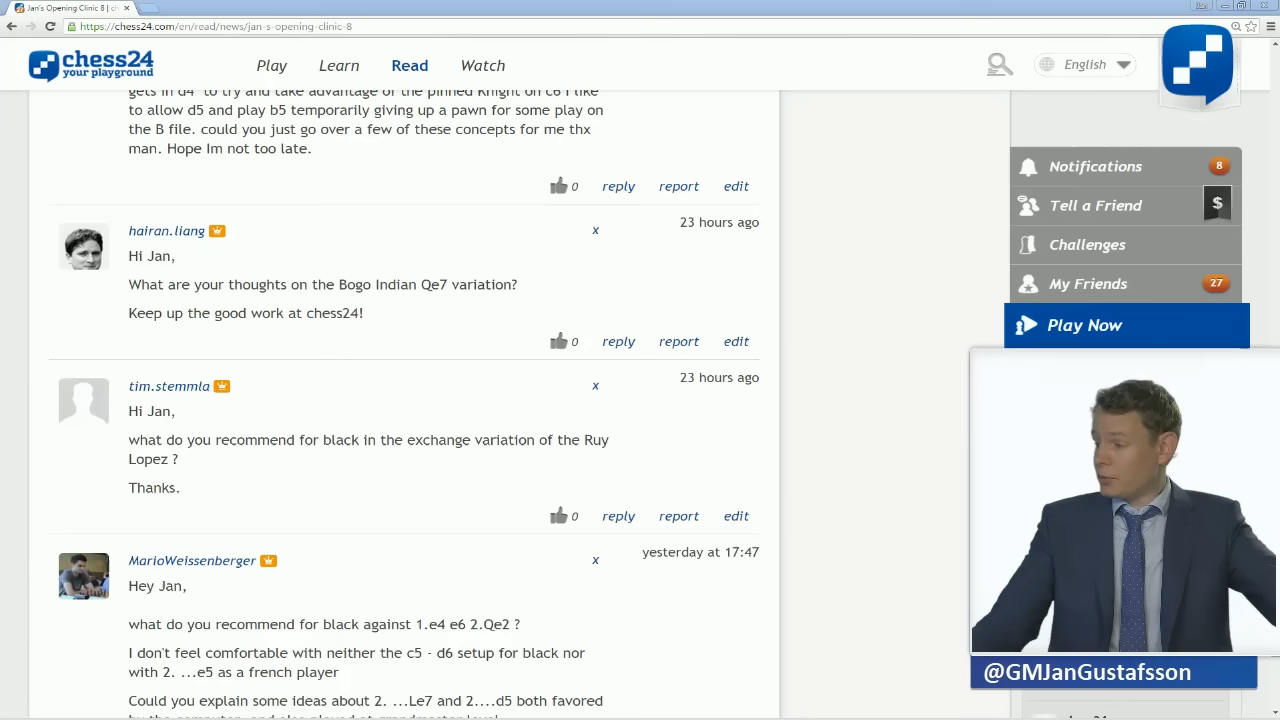 Jan's Opening Clinic 8 | ch
Jan
https://chess24.com/en/read/news/jan-s-opening-clinic-8
chess24
your playground
Play
Learn
Read
Watch
English
gets in d4 to try and take advantage of the pinned Knight on c6 I like
to allow d5 and play b5 temporarily giving up a pawn for some play on
the B file. could you just go over a few of these concepts for me thx
man. Hope Im not too late.
0 reply report edit
hairan.liang
x
23 hours ago
Hi Jan,
What are your thoughts on the Bogo Indian Qe7 variation?
Keep up the good work at chess24!
0 reply report edit
tim.stemmla
x
23 hours ago
Hi Jan,
what do you recommend for black in the exchange variation of the Ruy
Lopez ?
Thanks.
0 reply report edit
MarioWeissenberger
x
yesterday at 17:47
Hey Jan,
what do you recommend for black against 1.e4 e6 2.Qe2 ?
I don't feel comfortable with neither the c5 - d6 setup for black nor
with 2. ...e5 as a french player
Could you explain some ideas about 2. ...Le7 and 2....d5 both favored
Notifications
8
Tell a Friend
$
Challenges
My Friends
27
Play Now
@GMJanGustafsson